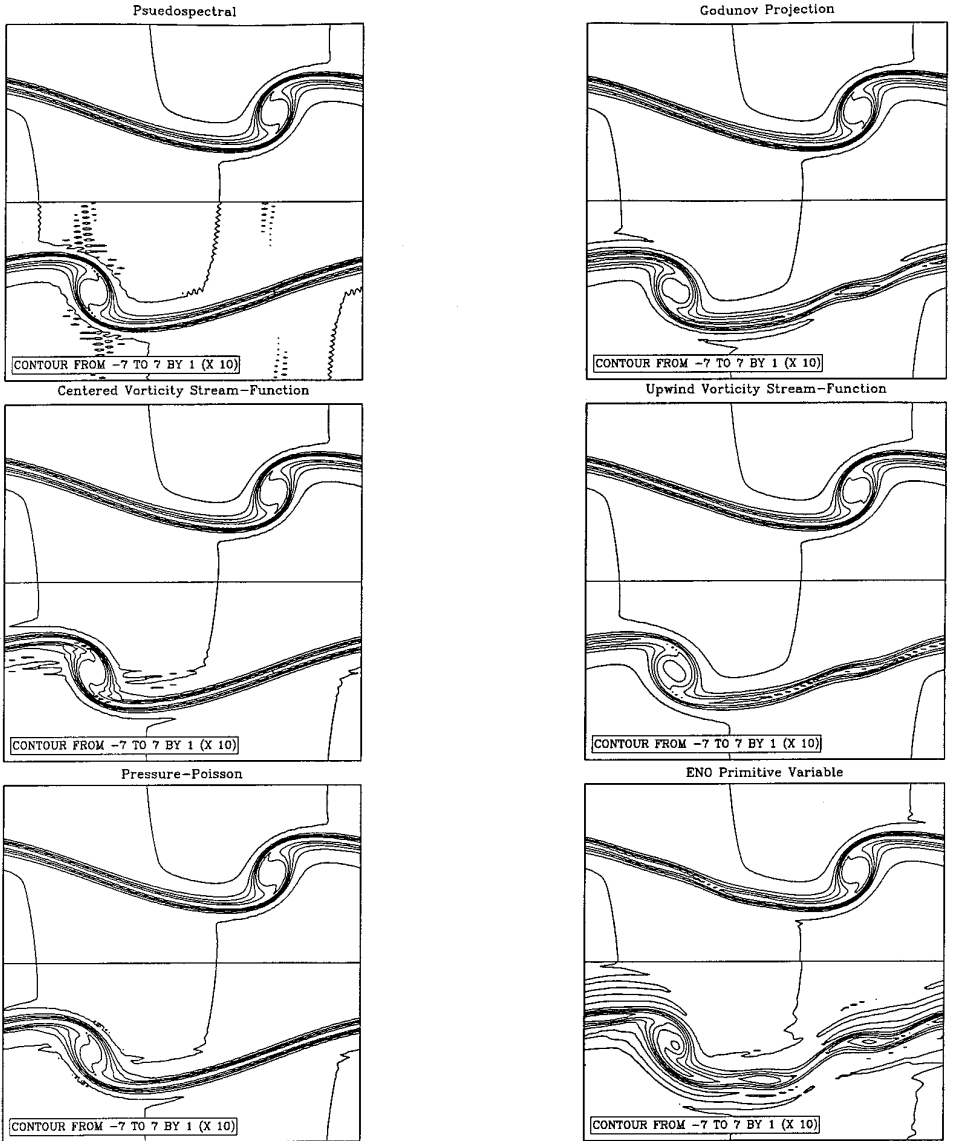 Psuedospectral
CONTOUR FROM -7 TO 7 BY 1 (X 10)
Godunov Projection
CONTOUR FROM -7 TO 7 BY 1 (X 10)
Centered Vorticity Stream-Function
CONTOUR FROM -7 TO 7 BY 1 (X 10)
Upwind Vorticity Stream-Function
CONTOUR FROM -7 TO 7 BY 1 (X 10)
Pressure-Poisson
CONTOUR FROM -7 TO 7 BY 1 (X 10)
ENO Primitive Variable
CONTOUR FROM -7 TO 7 BY 1 (X 10)